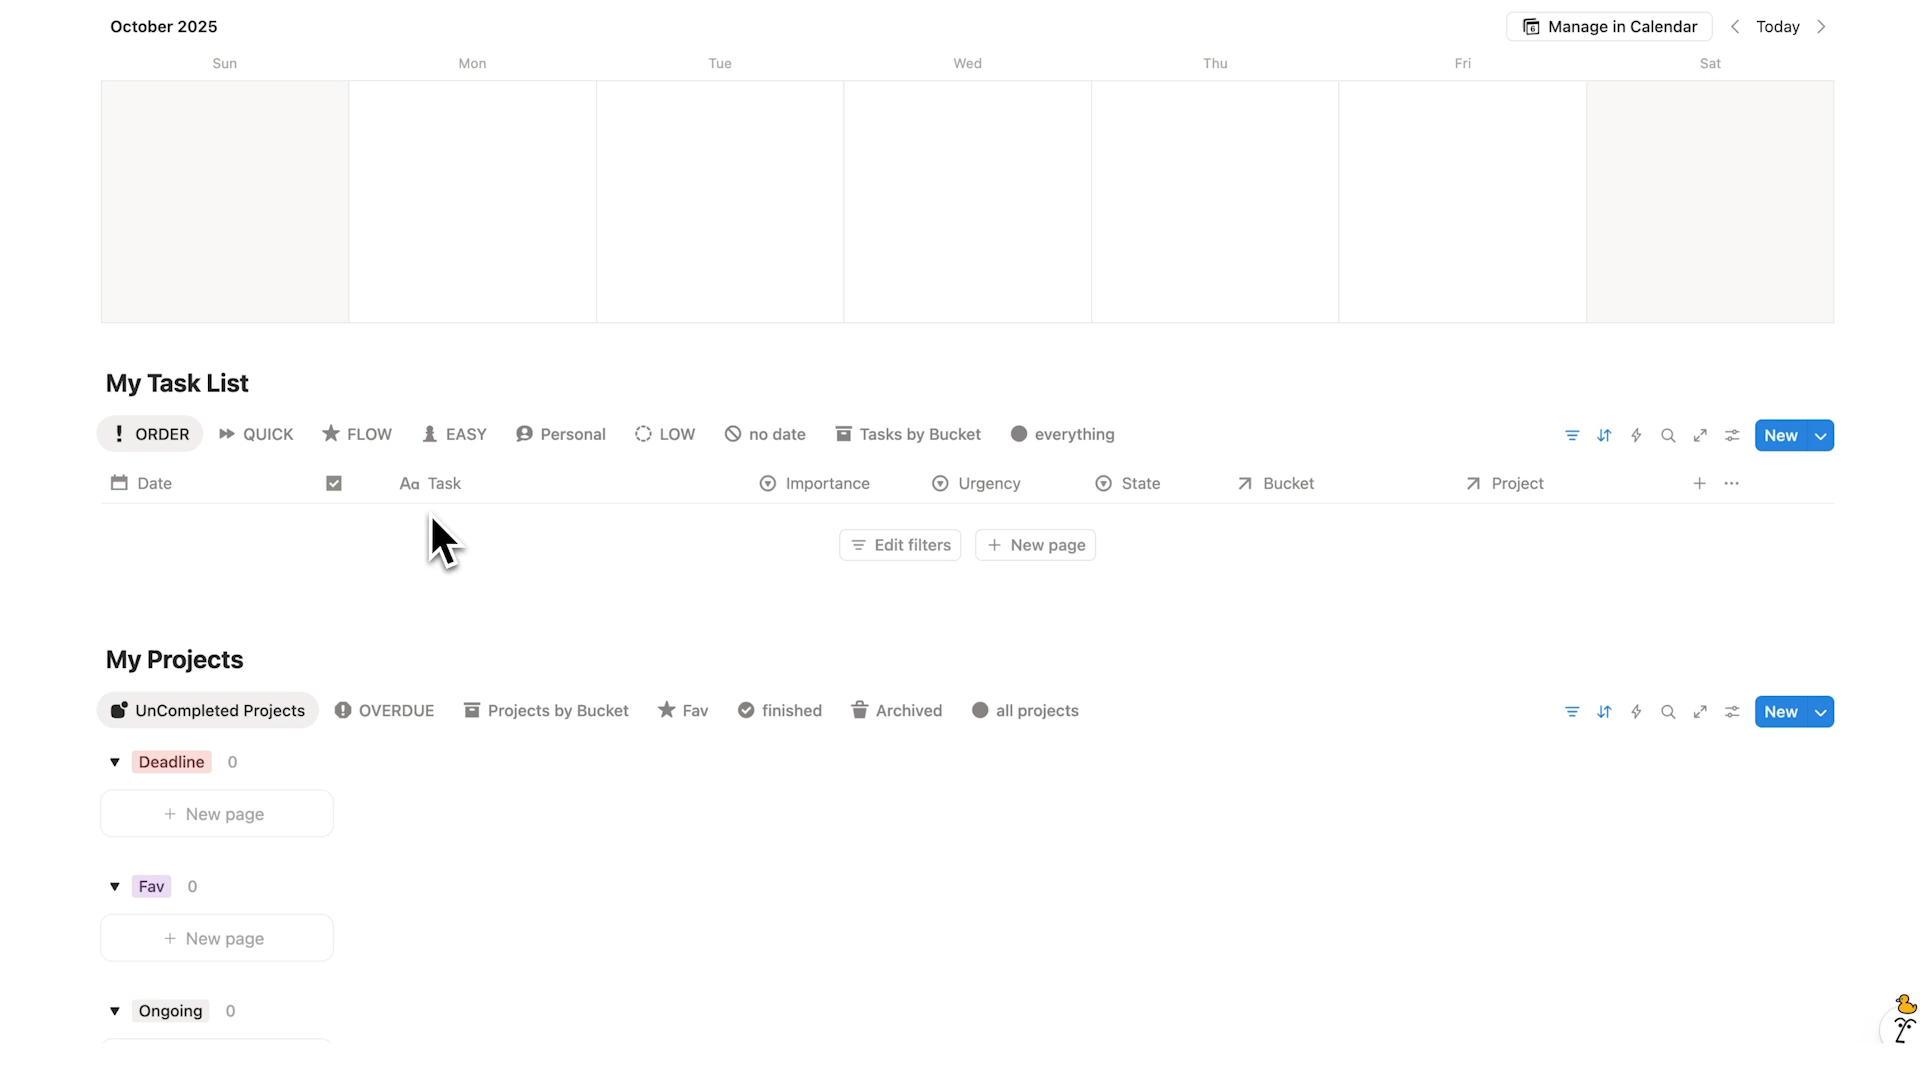 October 2025
Manage in Calendar
Today
Sun Mon Tue Wed Thu Fri Sat
My Task List
ORDER QUICK FLOW EASY Personal LOW no date Tasks by Bucket everything
New
Date Aa Task Importance Urgency State Bucket Project
Edit filters + New page
My Projects
UnCompleted Projects OVERDUE Projects by Bucket Fav finished Archived all projects
New
Deadline 0
+ New page
Fav 0
+ New page
Ongoing 0